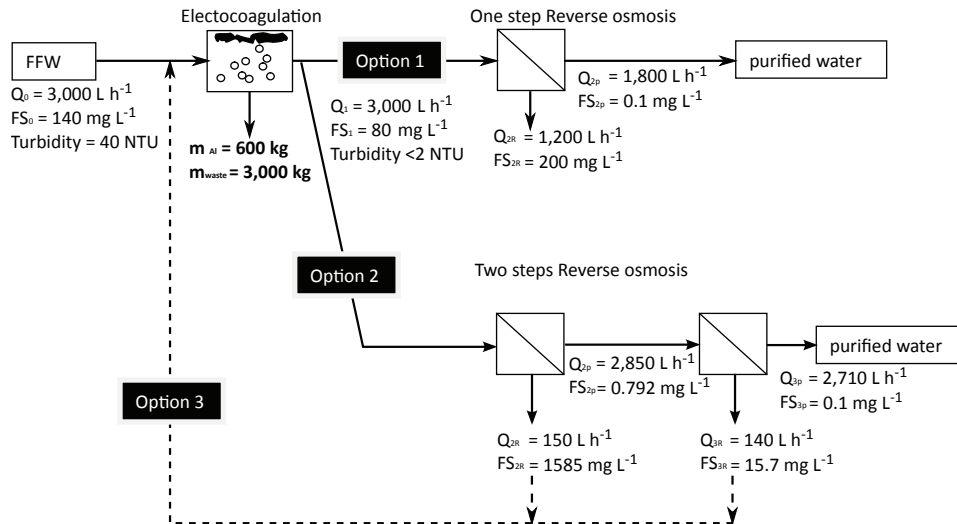 Electocoagulation
One step Reverse osmosis
FFW
Option 1
purified water
Q₀ = 3,000 L h⁻¹
FS₀ = 140 mg L⁻¹
Turbidity = 40 NTU
m Al = 600 kg
mwaste = 3,000 kg
Q₁ = 3,000 L h⁻¹
FS₁ = 80 mg L⁻¹
Turbidity <2 NTU
Q2p = 1,800 L h⁻¹
FS2p = 0.1 mg L⁻¹
Q2R = 1,200 L h⁻¹
FS2R = 200 mg L⁻¹
Option 2
Two steps Reverse osmosis
purified water
Q2p = 2,850 L h⁻¹
FS2p= 0.792 mg L⁻¹
Q3p = 2,710 L h⁻¹
FS3p = 0.1 mg L⁻¹
Option 3
Q2R = 150 L h⁻¹
FS2R = 1585 mg L⁻¹
Q3R = 140 L h⁻¹
FS3R = 15.7 mg L⁻¹